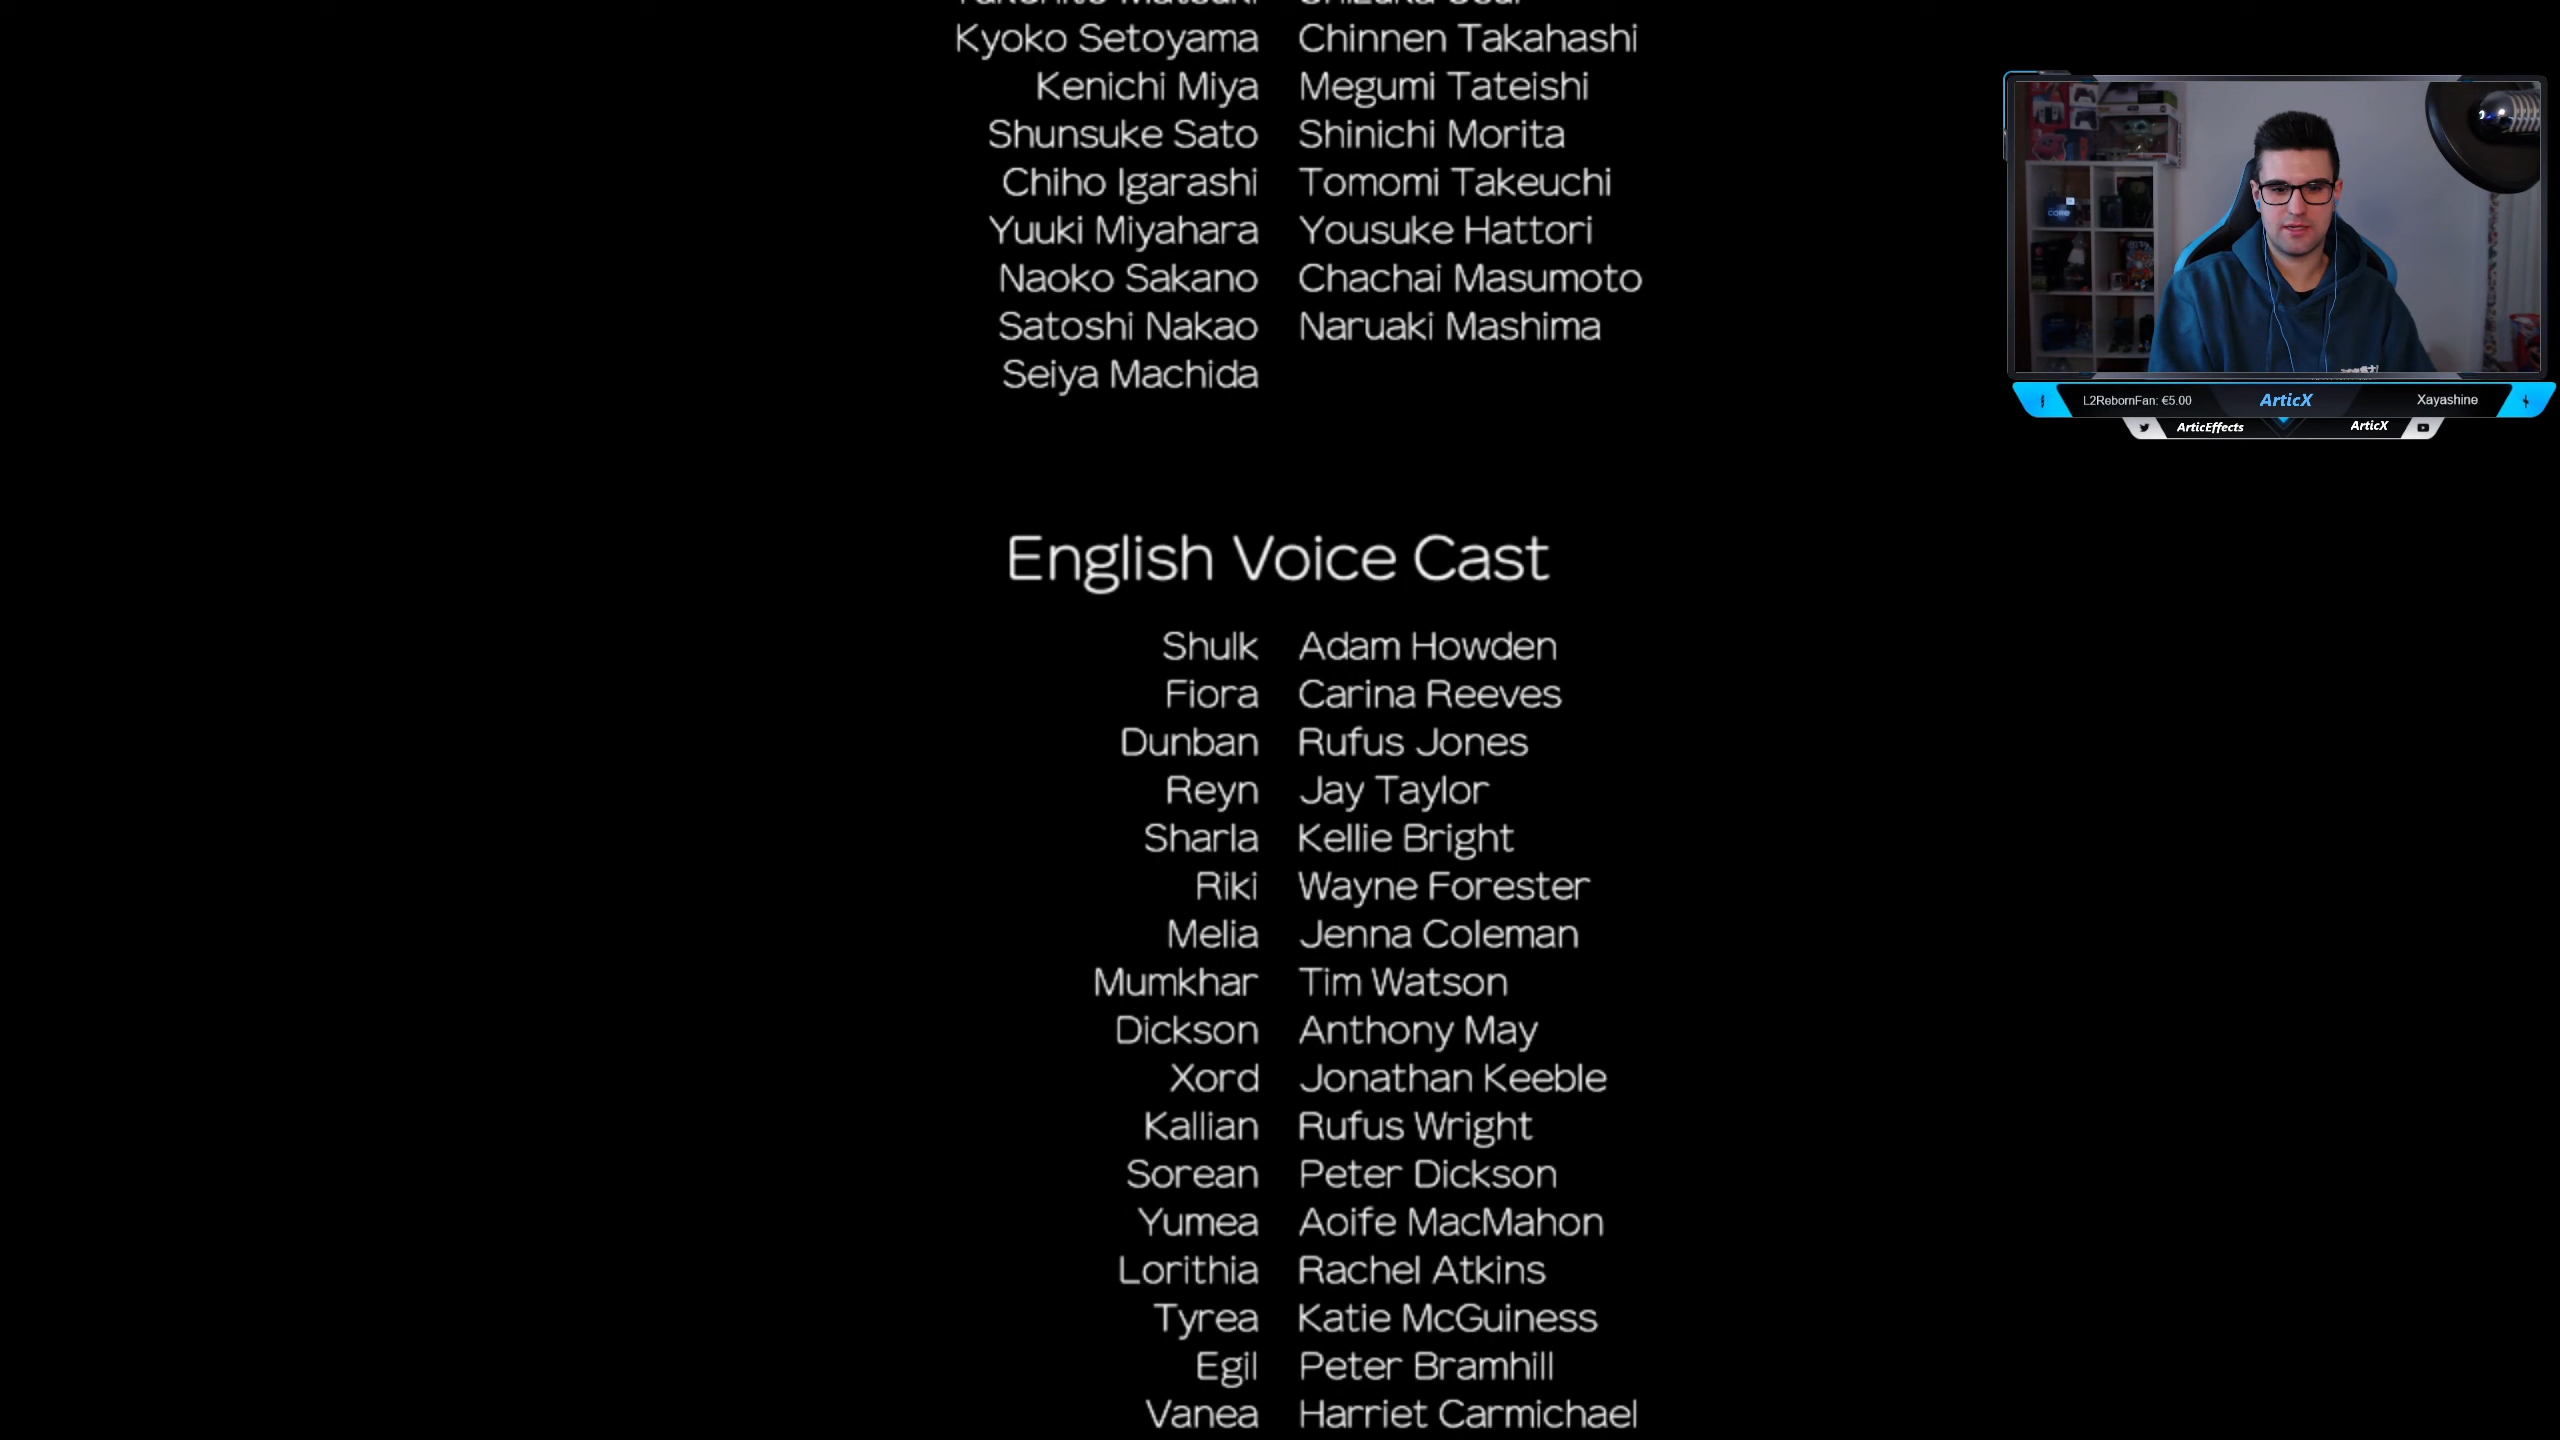 Kyoko Setoyama Chinnen Takahashi
Kenichi Miya Megumi Tateishi
Shunsuke Sato Shinichi Morita
Chiho Igarashi Tomomi Takeuchi
Yuuki Miyahara Yousuke Hattori
Naoko Sakano Chachai Masumoto
Satoshi Nakao Naruaki Mashima
Seiya Machida
English Voice Cast
Shulk Adam Howden
Fiora Carina Reeves
Dunban Rufus Jones
Reyn Jay Taylor
Sharla Kellie Bright
Riki Wayne Forester
Melia Jenna Coleman
Mumkhar Tim Watson
Dickson Anthony May
Xord Jonathan Keeble
Kallian Rufus Wright
Sorean Peter Dickson
Yumea Aoife MacMahon
Lorithia Rachel Atkins
Tyrea Katie McGuiness
Egil Peter Bramhill
Vanea Harriet Carmichael
CORE
L2RebornFan: €5.00 ArticX Xayashine
ArticEffects ArticX